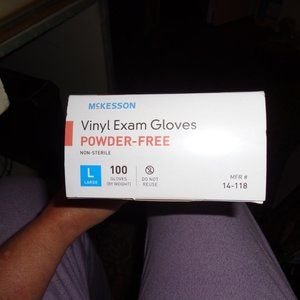 McKESSON
Vinyl Exam Gloves
POWDER-FREE
NON-STERILE
L
LARGE
100
GLOVES
(BY WEIGHT)
DO NOT
REUSE
MFR #
14-118